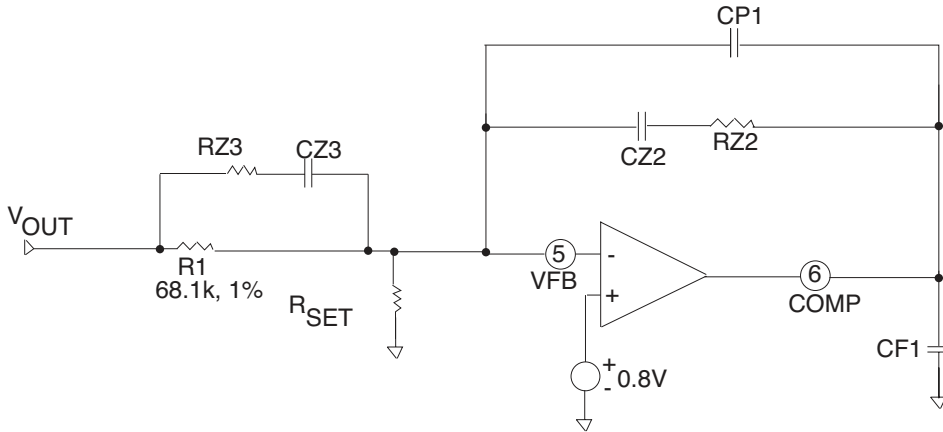 CP1
CZ2
RZ2
RZ3
CZ3
VOUT
R1
68.1k, 1%
RSET
5
VFB
-
+
6
COMP
+
-
0.8V
CF1